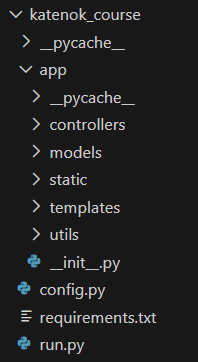 katenok_course
__pycache__
app
__pycache__
controllers
models
static
templates
utils
__init__.py
config.py
requirements.txt
run.py